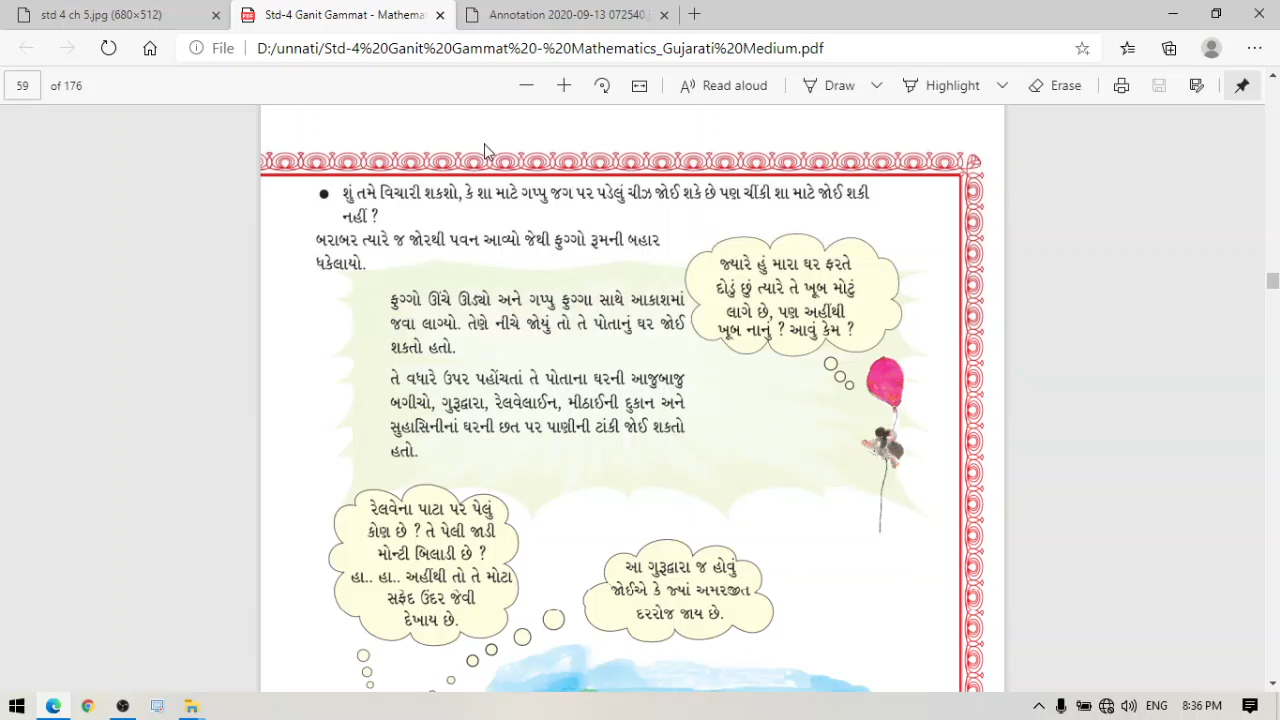 std 4 ch 5.jpg (680×512)
Std-4 Ganit Gammat - Mathemati
Annotation 2020-09-13 072540.j
File
D:/unnati/Std-4%20Ganit%20Gammat%20-%20Mathematics_Gujarati%20Medium.pdf
59 of 176
Read aloud
Draw
Highlight
Erase
શું તમે વિચારી શકશો, કે શા માટે ગપ્પુ જગ પર પડેલું ચીઝ જોઈ શકે છે પણ ચીંકી શા માટે જોઈ શકી
નહીં ?
બરાબર ત્યારે જ જોરથી પવન આવ્યો જેથી ફુગ્ગો રૂમની બહાર
ધકેલાયો.
જ્યારે હું મારા ઘર ફરતે
દોડું છું ત્યારે તે ખૂબ મોટું
લાગે છે, પણ અહીંથી
ખૂબ નાનું ? આવું કેમ ?
ફુગ્ગો ઊંચે ઊડ્યો અને ગપ્પુ ફુગ્ગા સાથે આકાશમાં
જવા લાગ્યો. તેણે નીચે જોયું તો તે પોતાનું ઘર જોઈ
શકતો હતો.
તે વધારે ઉપર પહોંચતાં તે પોતાના ઘરની આજુબાજુ
બગીચો, ગુરૂદ્વારા, રેલવેલાઈન, મીઠાઈની દુકાન અને
સુહાસિનીનાં ઘરની છત પર પાણીની ટાંકી જોઈ શકતો
હતો.
રેલવેના પાટા પર પેલું
કોણ છે ? તે પેલી જાડી
મોન્ટી બિલાડી છે ?
હા.. હા.. અહીંથી તો તે મોટા
સફેદ ઉંદર જેવી
દેખાય છે.
આ ગુરૂદ્વારા જ હોવું
જોઈએ કે જ્યાં અમરજીત
દરરોજ જાય છે.
ENG
8:36 PM